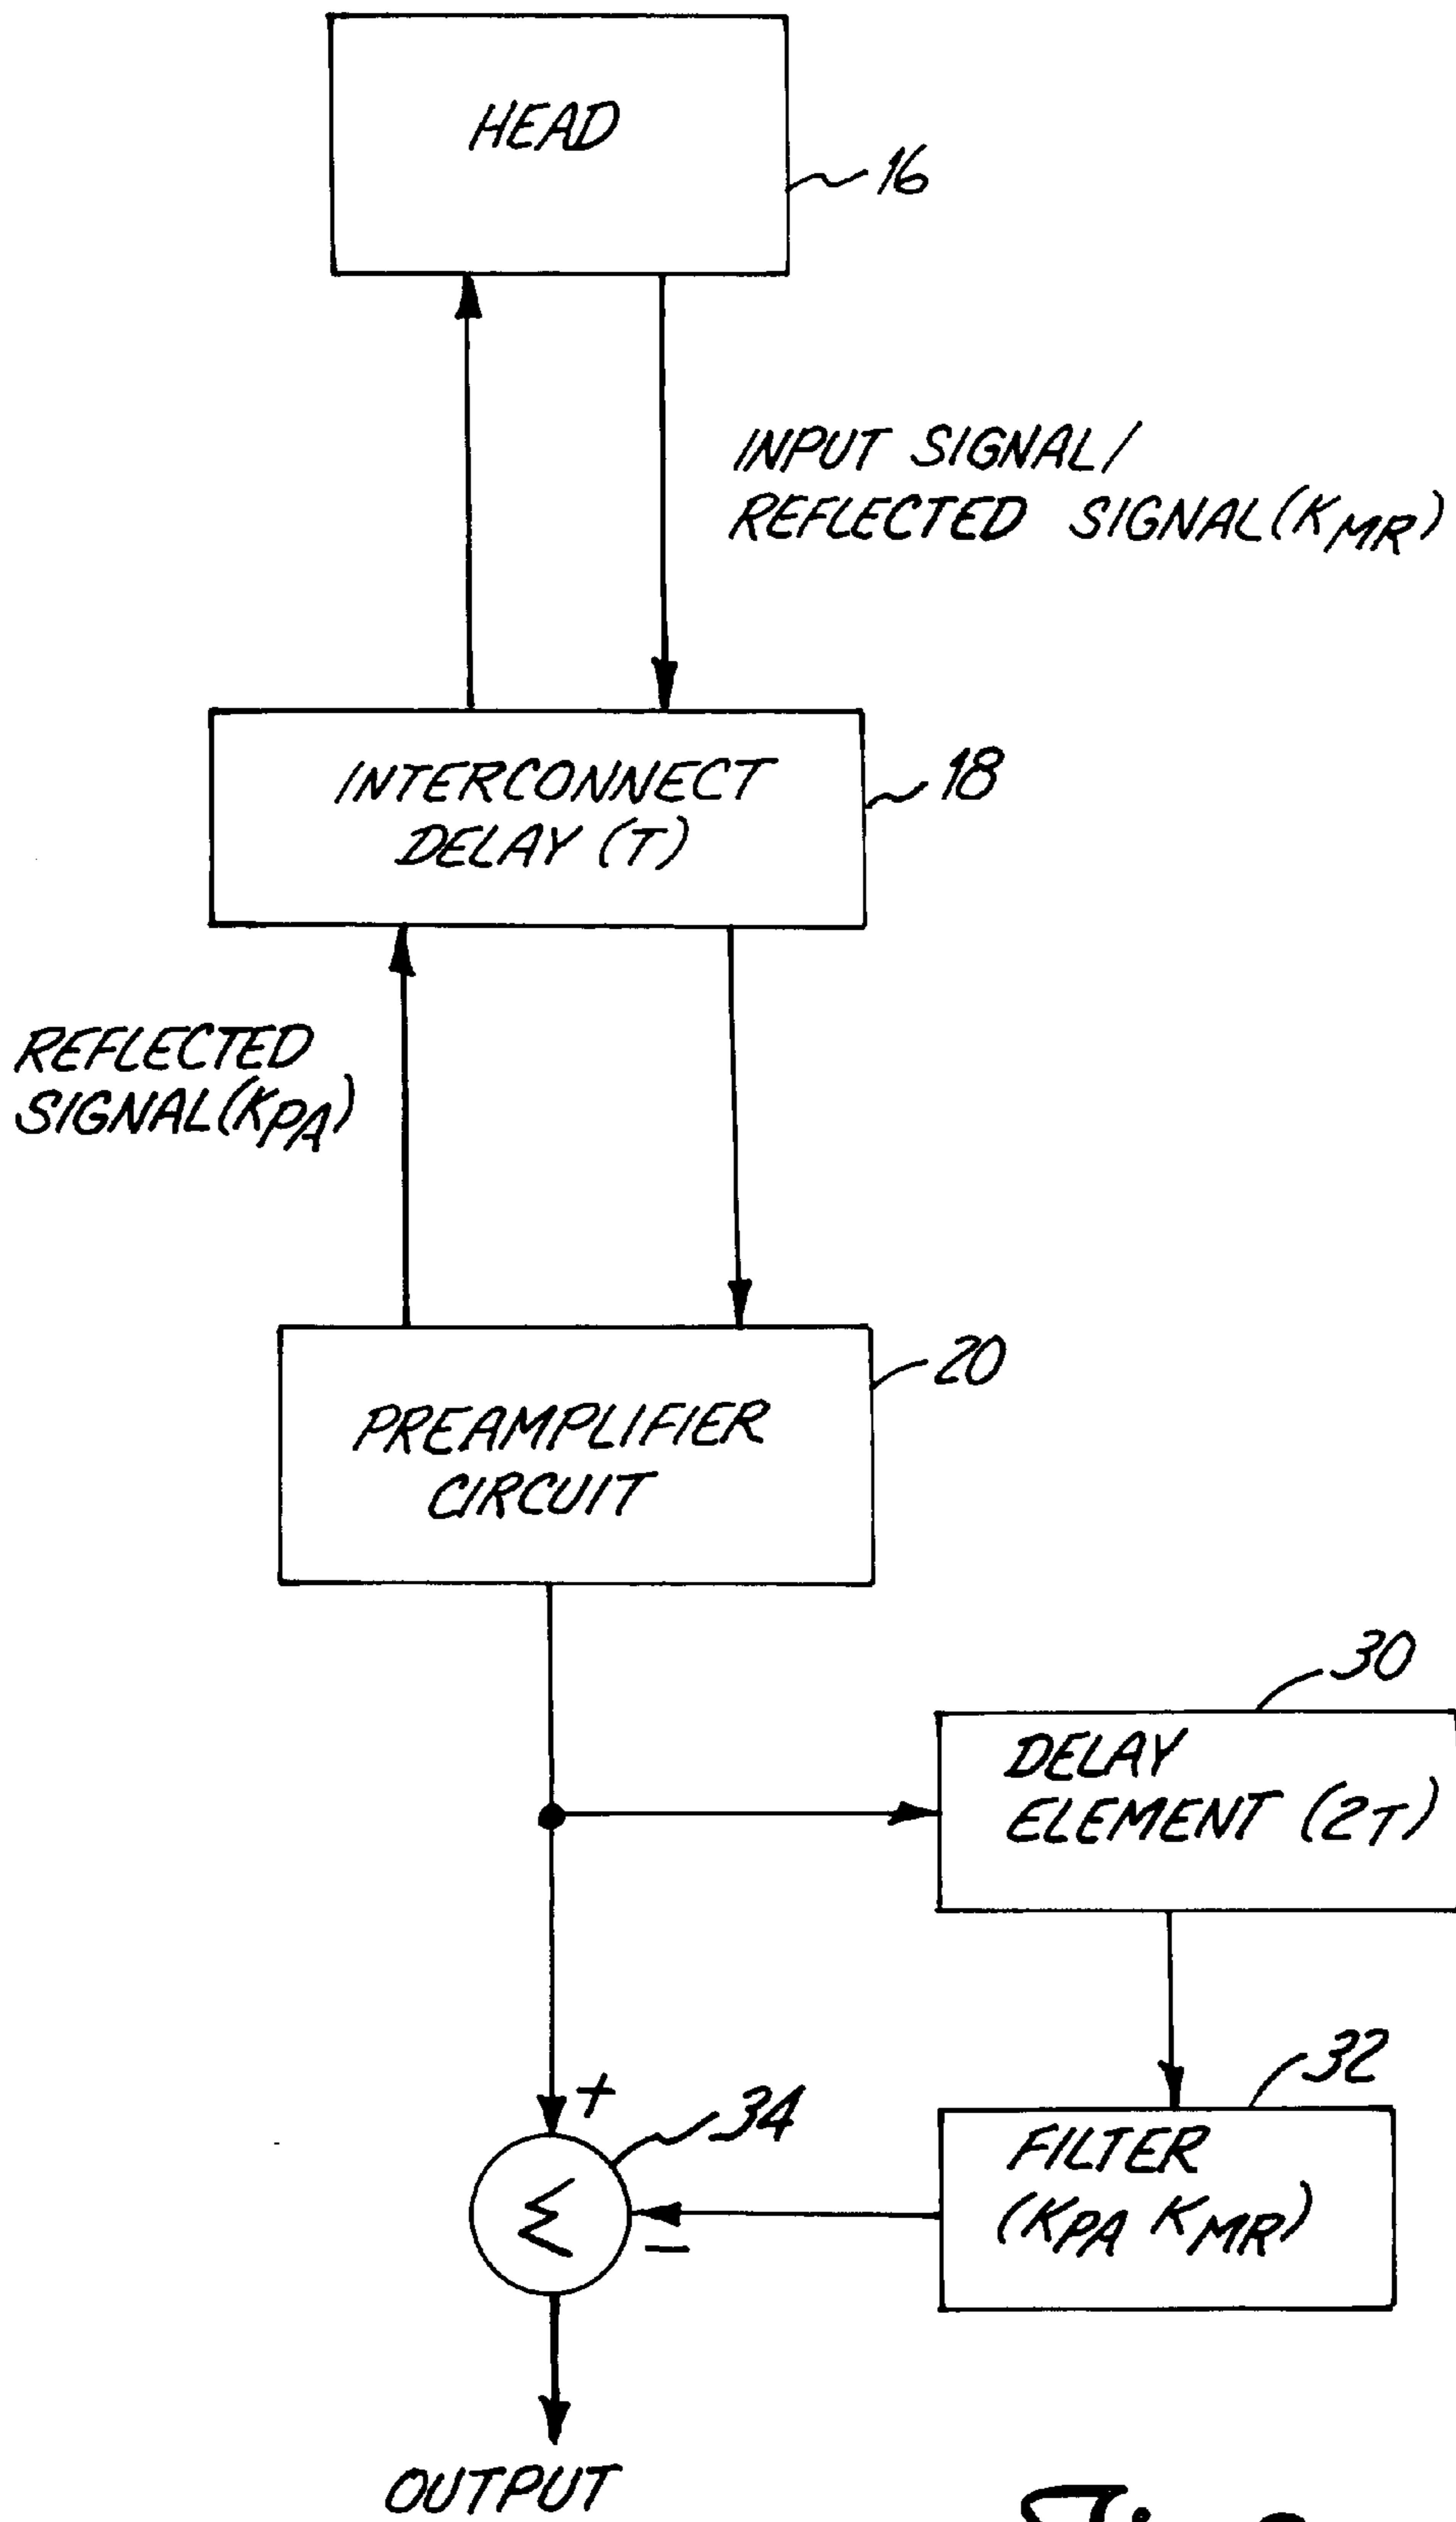 HEAD
16
INPUT SIGNAL/
REFLECTED SIGNAL (KMR)
INTERCONNECT
DELAY (T)
18
REFLECTED
SIGNAL (KPA)
20
PREAMPLIFIER
CIRCUIT
30
DELAY
ELEMENT (2T)
32
FILTER
(KPA KMR)
+
34
Σ
−
OUTPUT